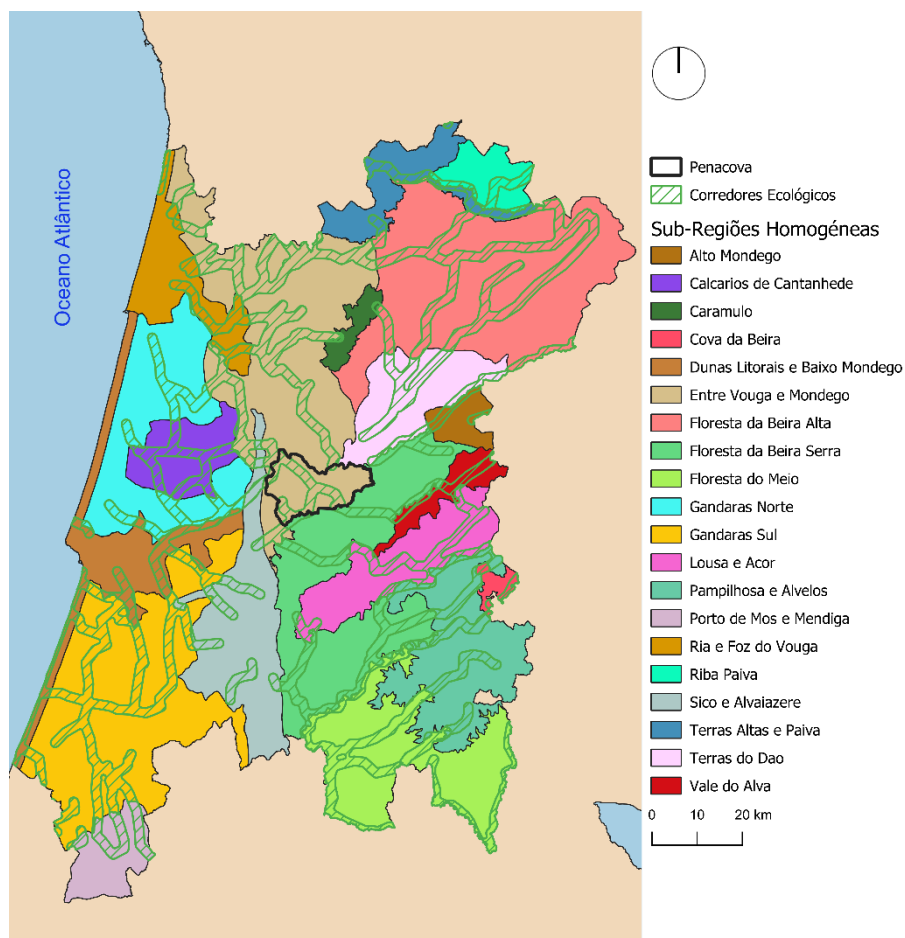 Oceano Atlântico
Penacova
Corredores Ecológicos
Sub-Regiões Homogéneas
Alto Mondego
Calcarios de Cantanhede
Caramulo
Cova da Beira
Dunas Litorais e Baixo Mondego
Entre Vouga e Mondego
Floresta da Beira Alta
Floresta da Beira Serra
Floresta do Meio
Gandaras Norte
Gandaras Sul
Lousa e Acor
Pampilhosa e Alvelos
Porto de Mos e Mendiga
Ria e Foz do Vouga
Riba Paiva
Sico e Alvaiazere
Terras Altas e Paiva
Terras do Dao
Vale do Alva
0 10 20 km